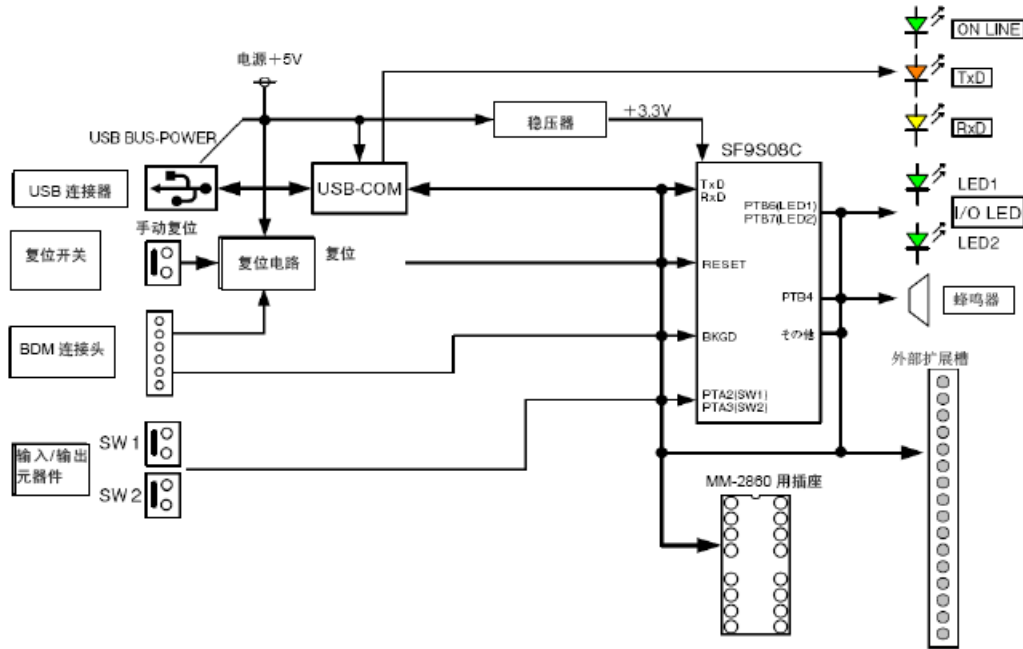 ON LINE
电源+5V
TxD
+3.3V
稳压器
RxD
USB BUS-POWER
SF9S08C
USB 连接器
USB-COM
TxD
RxD
PTB6(LED1)
PTB7(LED2)
LED1
I/O LED
LED2
手动复位
复位开关
复位电路
复位
RESET
PTB4
蜂鸣器
BDM 连接头
BKGD
その他
外部扩展槽
PTA2(SW1)
PTA3(SW2)
SW1
输入/输出
元器件
SW2
MM-2860 用插座